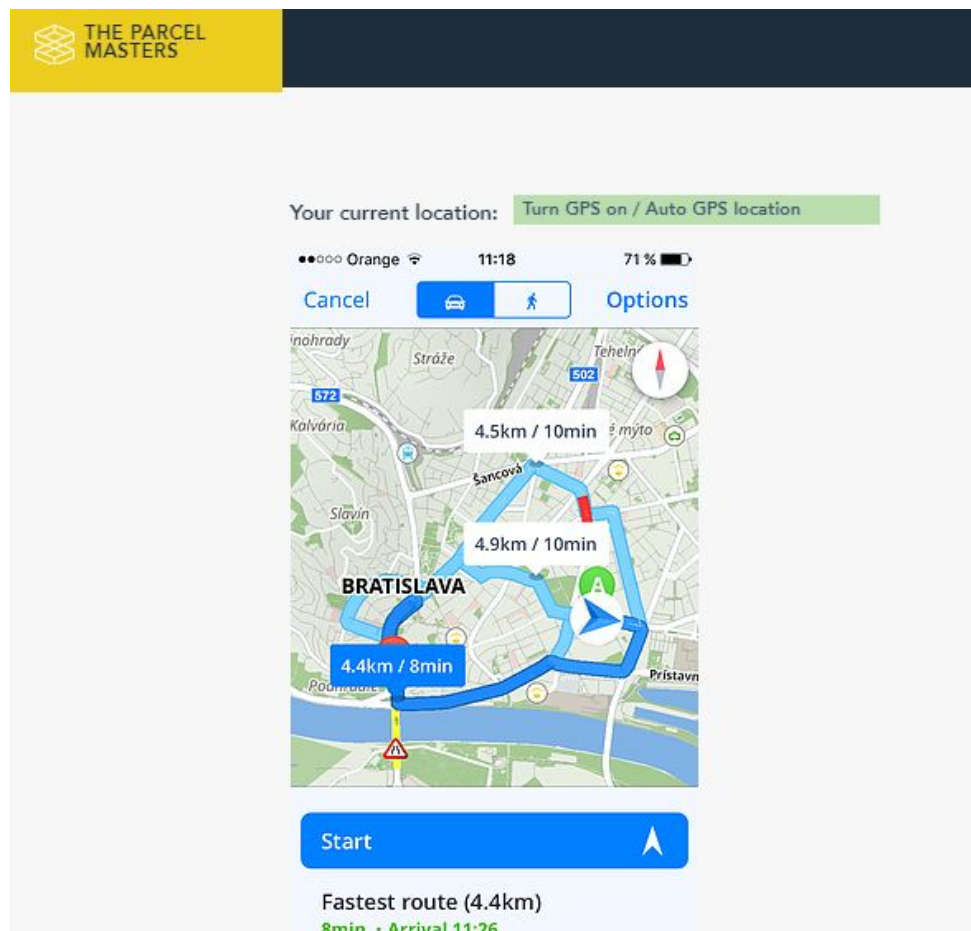 THE PARCEL
MASTERS
Your current location: Turn GPS on / Auto GPS location
Orange 11:18 71 %
Cancel Options
Stráže
502
572
Kalvária
4.5km / 10min
é mýto
Šancová
Slavín
4.9km / 10min
BRATISLAVA
A
4.4km / 8min
Prístavn
Start
Fastest route (4.4km)
8min • Arrival 11:26